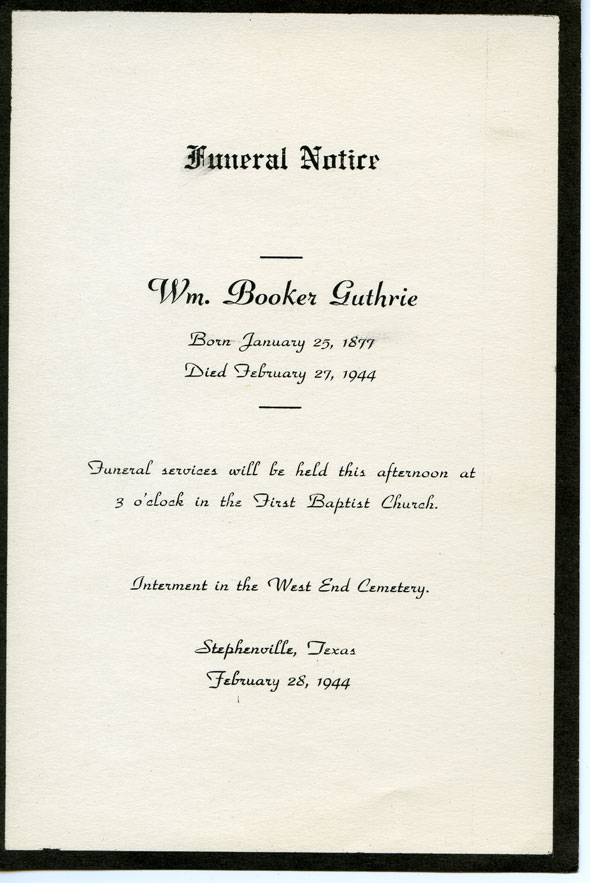 Funeral Notice
Wm. Booker Guthrie
Born January 25, 1877
Died February 27, 1944
Funeral services will be held this afternoon at
3 o'clock in the First Baptist Church.
Interment in the West End Cemetery.
Stephenville, Texas
February 28, 1944